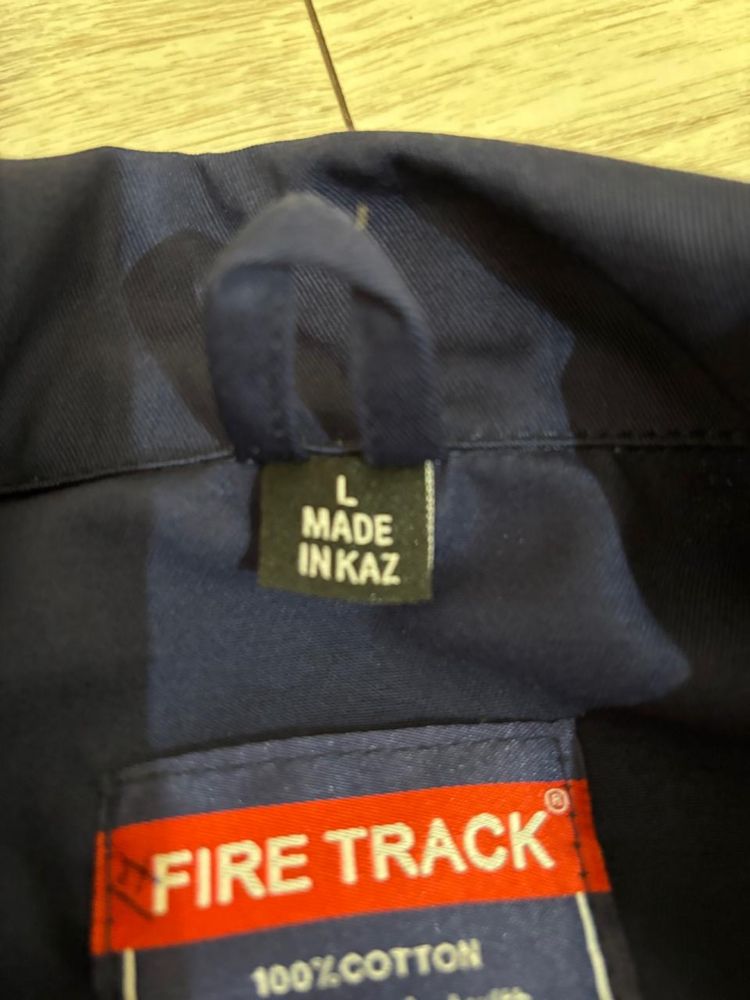 L
MADE
IN KAZ
FIRE TRACK®
100% COTTON